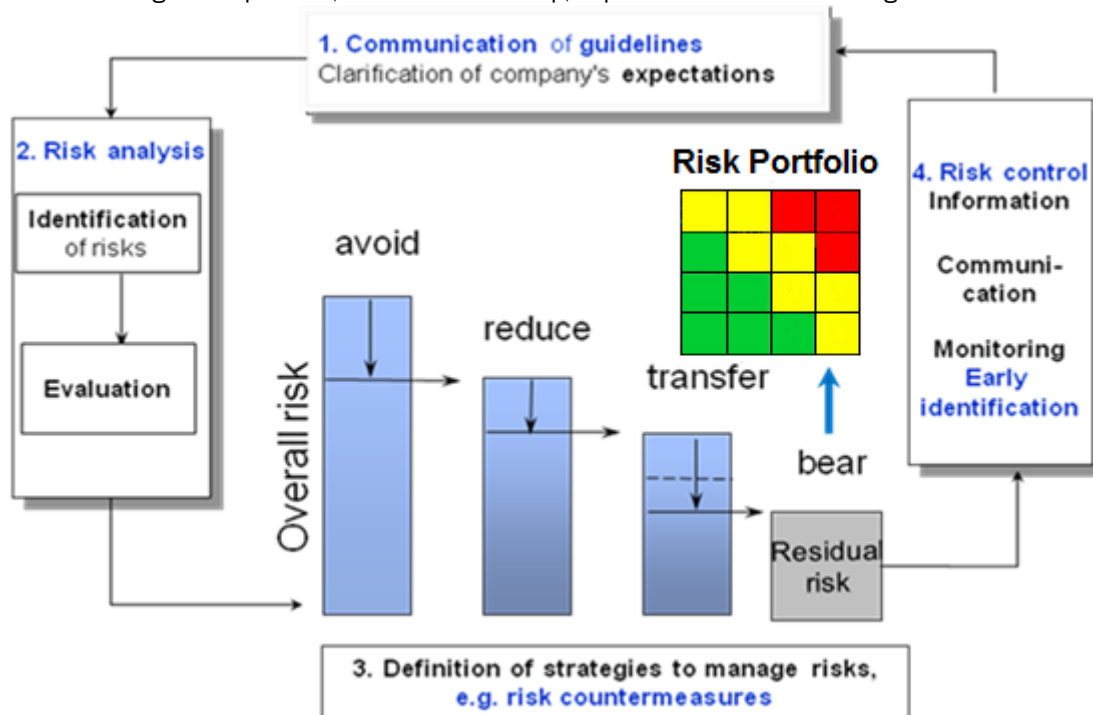 1. Communication of guidelines
Clarification of company's expectations
2. Risk analysis
Identification
of risks
Evaluation
Risk Portfolio
avoid
reduce
transfer
bear
Overall risk
Residual
risk
4. Risk control
Information
Communi-
cation
Monitoring
Early
identification
3. Definition of strategies to manage risks,
e.g. risk countermeasures